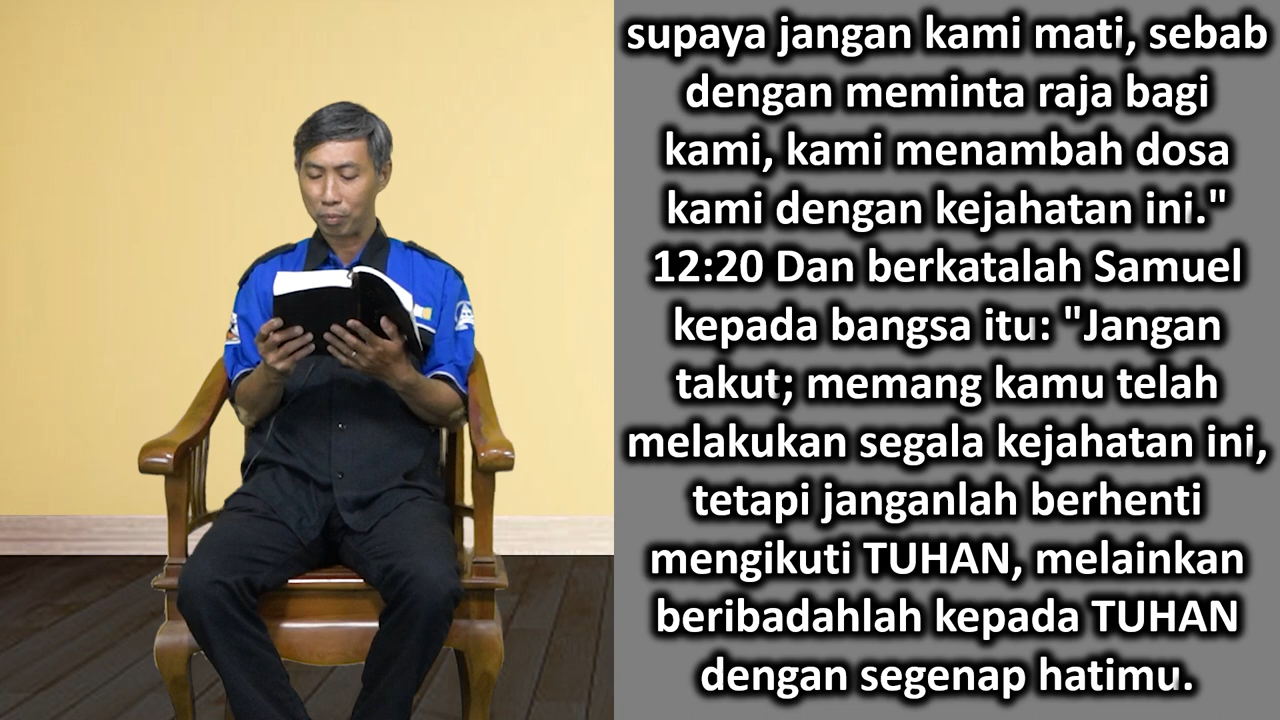 supaya jangan kami mati, sebab
dengan meminta raja bagi
kami, kami menambah dosa
kami dengan kejahatan ini."
12:20 Dan berkatalah Samuel
kepada bangsa itu: "Jangan
takut; memang kamu telah
melakukan segala kejahatan ini,
tetapi janganlah berhenti
mengikuti TUHAN, melainkan
beribadahlah kepada TUHAN
dengan segenap hatimu.